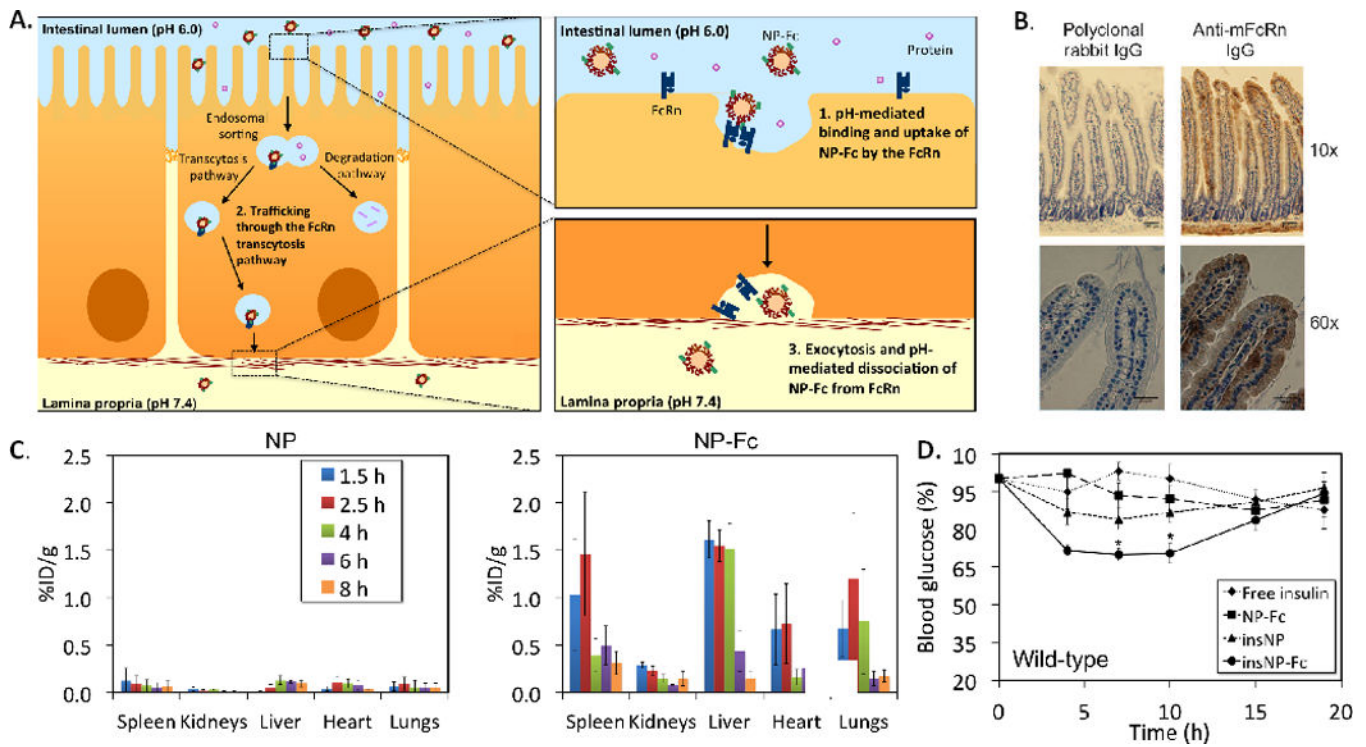 A.
Intestinal lumen (pH 6.0)
Endosomal
sorting
Transcytosis
pathway
Degradation
pathway
2. Trafficking
through the FcRn
transcytosis
pathway
Lamina propria (pH 7.4)
Intestinal lumen (pH 6.0)
NP-Fc
Protein
FcRn
1. pH-mediated
binding and uptake of
NP-Fc by the FcRn
3. Exocytosis and pH-
mediated dissociation of
NP-Fc from FcRn
Lamina propria (pH 7.4)
B.
Polyclonal
rabbit IgG
Anti-mFcRn
IgG
10x
60x
C.
NP
%ID/g
2.5
2.0
1.5
1.0
0.5
0.0
1.5 h
2.5 h
4 h
6 h
8 h
Spleen Kidneys Liver Heart Lungs
NP-Fc
%ID/g
2.5
2.0
1.5
1.0
0.5
0.0
Spleen Kidneys Liver Heart Lungs
D.
Blood glucose (%)
10
95
80
65
70
50
35
20
* *
Free insulin
NP-Fc
insNP
insNP-Fc
Wild-type
0 5 10 15 20
Time (h)